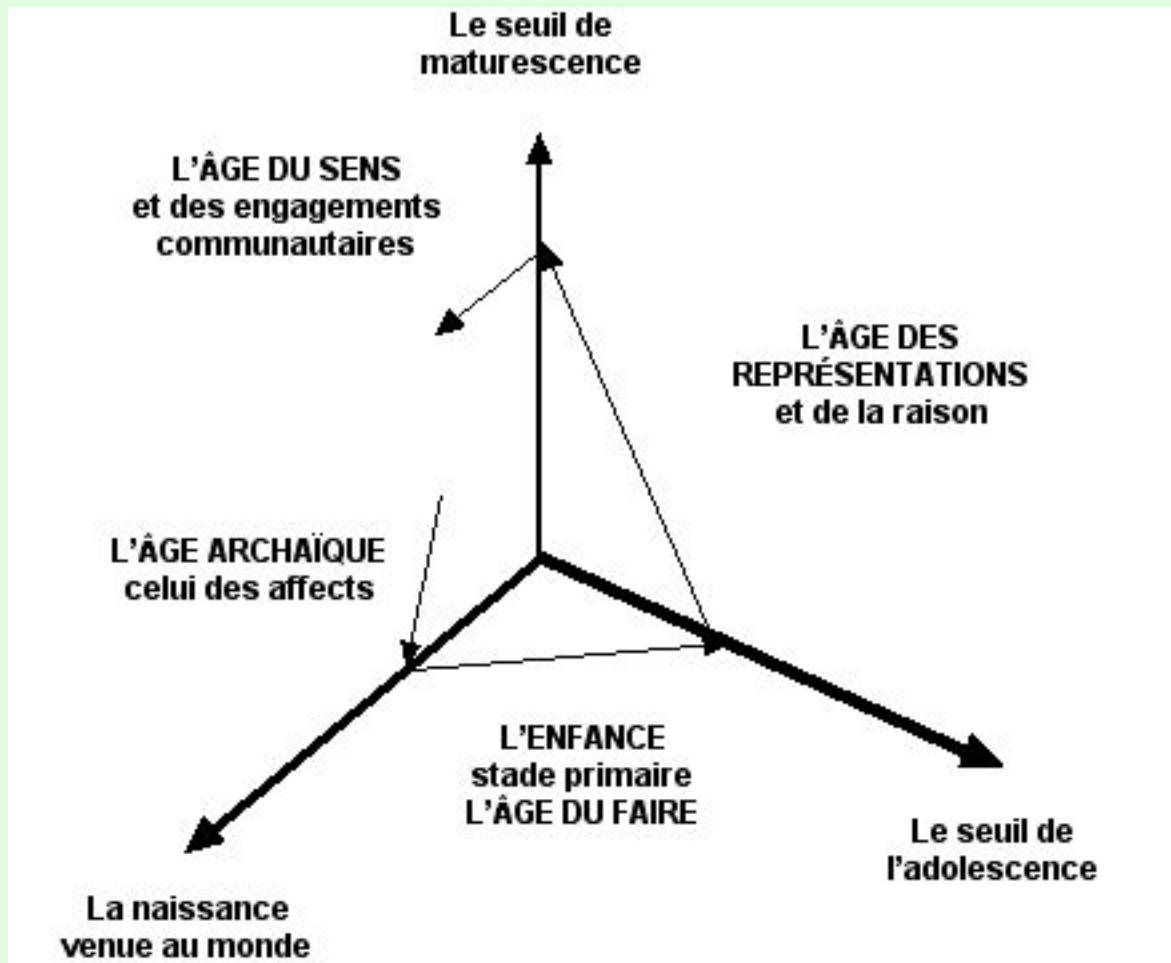 Le seuil de
maturescence
L'ÂGE DU SENS
et des engagements
communautaires
L'ÂGE DES
REPRÉSENTATIONS
et de la raison
L'ÂGE ARCHAÏQUE
celui des affects
L'ENFANCE
stade primaire
L'ÂGE DU FAIRE
Le seuil de
l'adolescence
La naissance
venue au monde